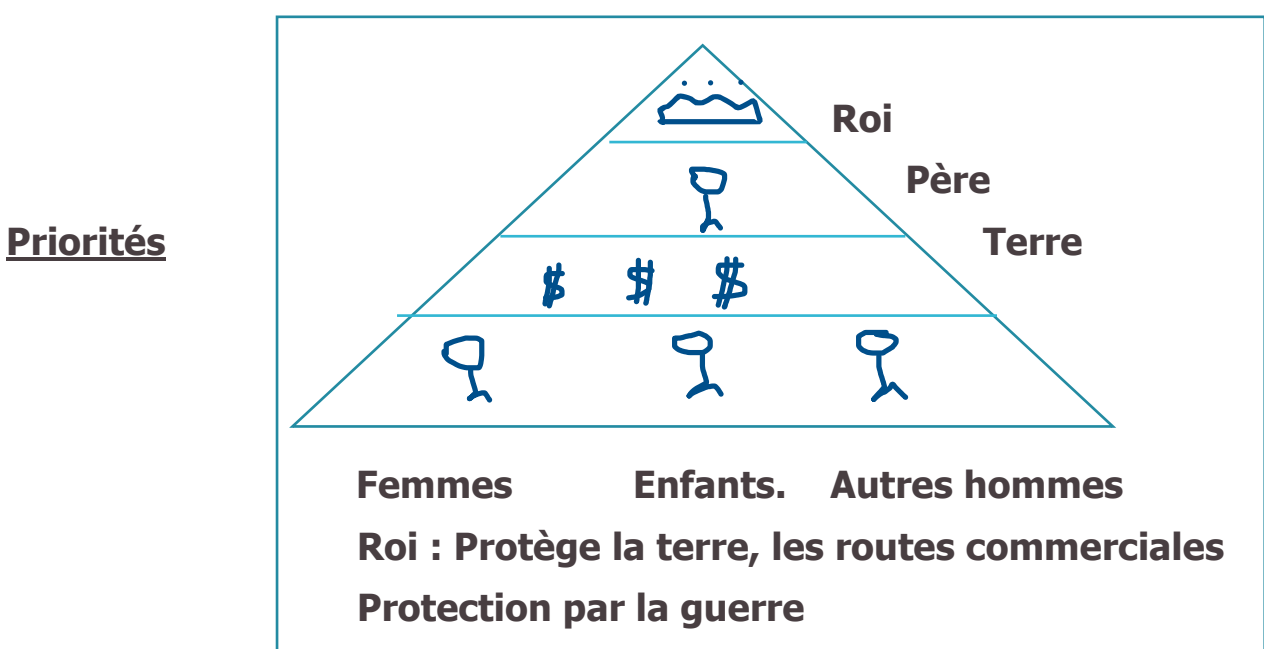 Roi
Père
Priorités
Terre
$ $ $
Femmes Enfants. Autres hommes
Roi : Protège la terre, les routes commerciales
Protection par la guerre